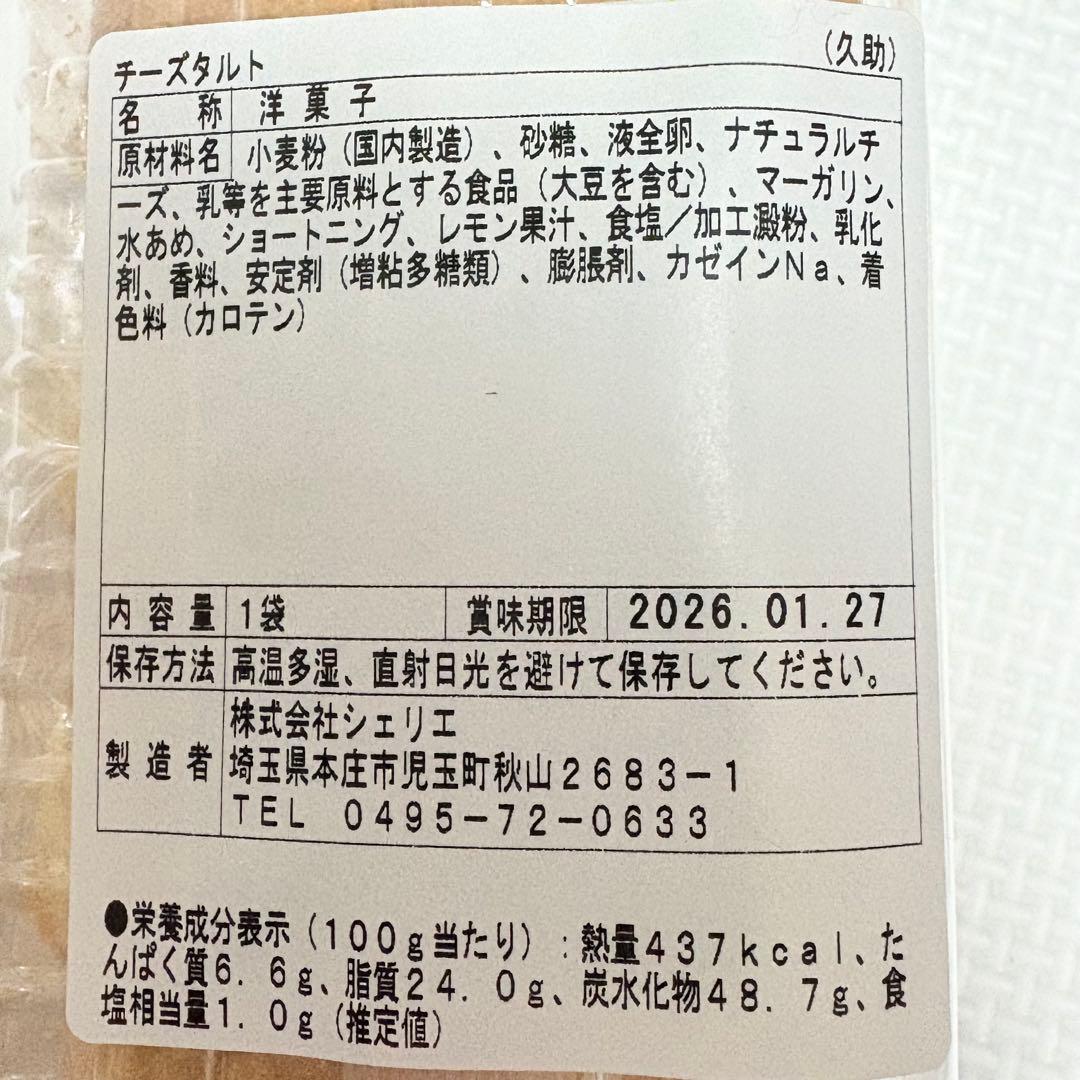 チーズタルト (久助)
名称 洋菓子
原材料名 小麦粉(国内製造)、砂糖、液全卵、ナチュラルチ
ーズ、乳等を主要原料とする食品(大豆を含む)、マーガリン、
水あめ、ショートニング、レモン果汁、食塩/加工澱粉、乳化
剤、香料、安定剤(増粘多糖類)、膨脹剤、カゼインNa、着
色料(カロテン)
内容量 1袋 賞味期限 2026.01.27
保存方法 高温多湿、直射日光を避けて保存してください。
製造者 株式会社シェリエ
埼玉県本庄市児玉町秋山2683-1
TEL 0495-72-0633
●栄養成分表示(100g当たり):熱量437kcal、た
んぱく質6.6g、脂質24.0g、炭水化物48.7g、食
塩相当量1.0g(推定値)